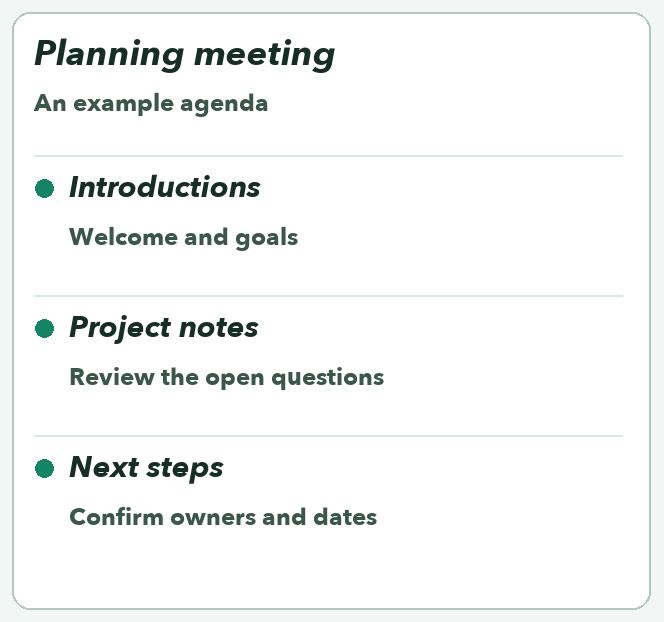 Planning meeting
An example agenda
Introductions
Welcome and goals
Project notes
Review the open questions
Next steps
Confirm owners and dates